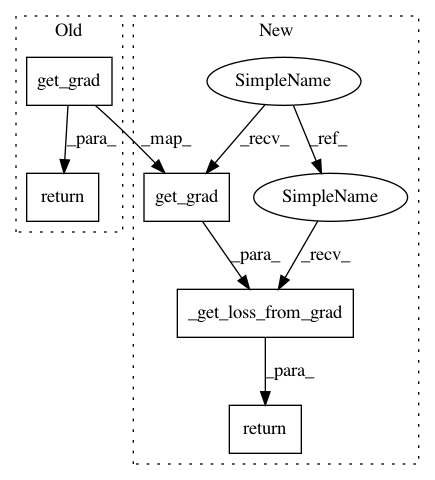 Old
New
get_grad
SimpleName
_para_
_map_
_recv_
_ref_
return
get_grad
SimpleName
_para_
_recv_
_get_loss_from_grad
_para_
return